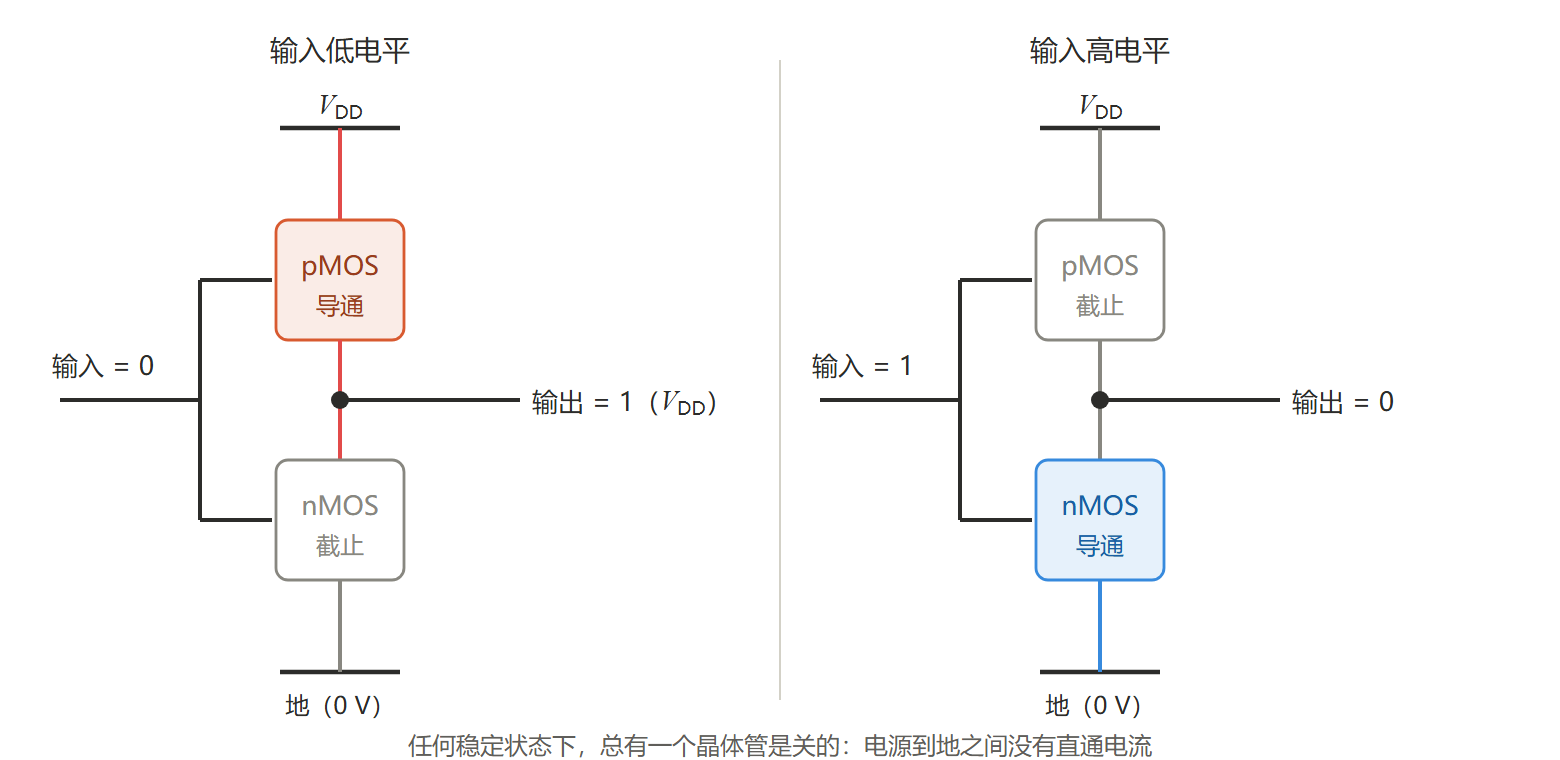 输入低电平
V_DD
pMOS
导通
输入 = 0
输出 = 1（V_DD）
nMOS
截止
地（0 V）
输入高电平
V_DD
pMOS
截止
输入 = 1
输出 = 0
nMOS
导通
地（0 V）
任何稳定状态下，总有一个晶体管是关的：电源到地之间没有直通电流